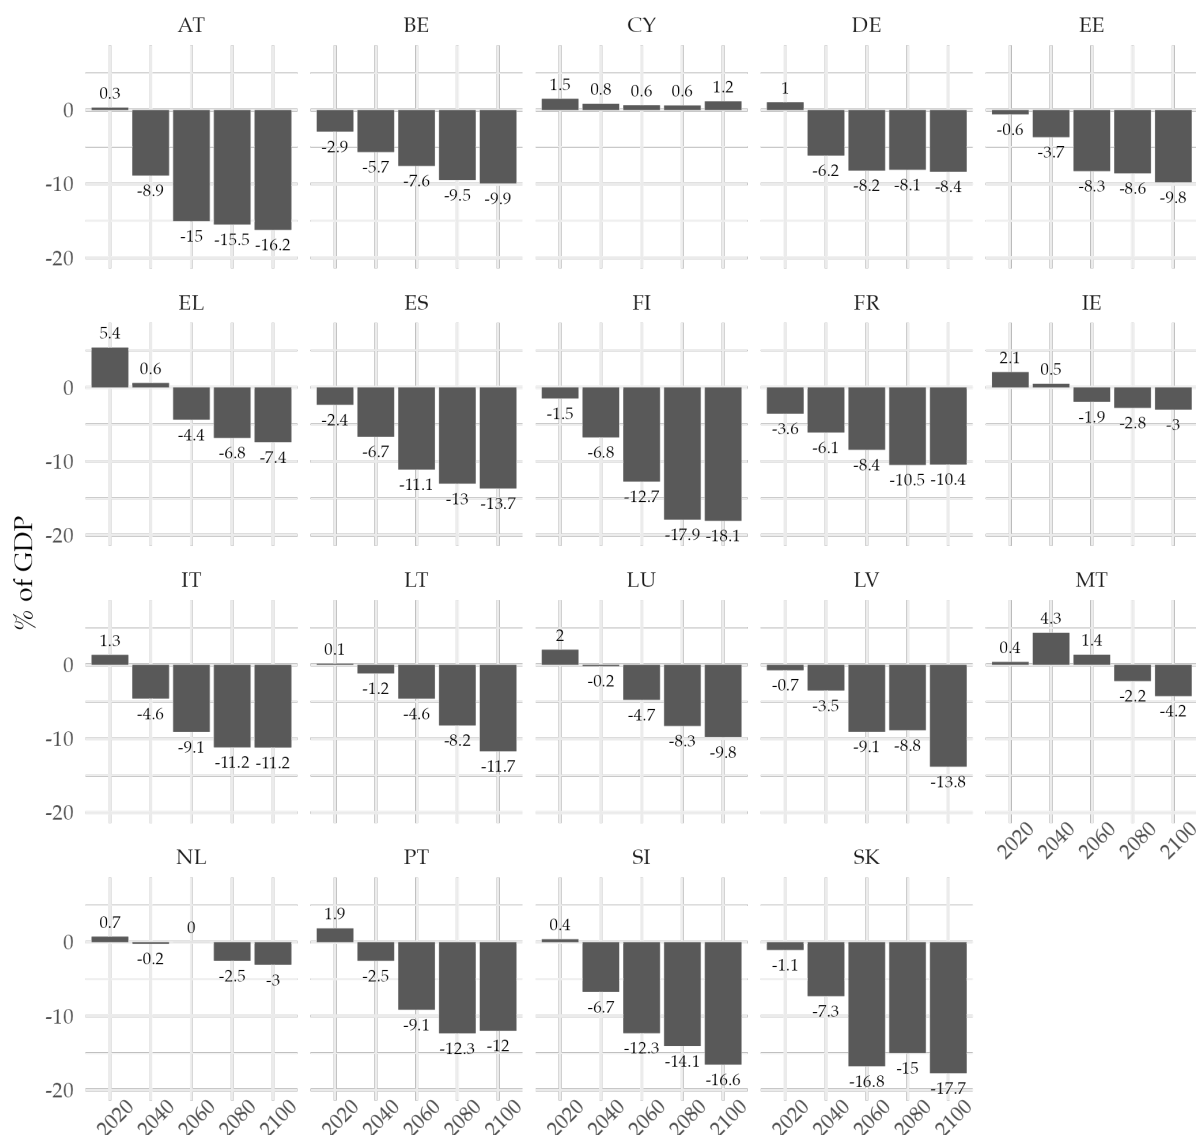 AT BE CY DE EE
0.3 -8.9 -15 -15.5 -16.2
-2.9 -5.7 -7.6 -9.5 -9.9
1.5 0.8 0.6 0.6 1.2
1 -6.2 -8.2 -8.1 -8.4
-0.6 -3.7 -8.3 -8.6 -9.8
0
-10
-20
EL ES FI FR IE
5.4 0.6 -4.4 -6.8 -7.4
-2.4 -6.7 -11.1 -13 -13.7
-1.5 -6.8 -12.7 -17.9 -18.1
-3.6 -6.1 -8.4 -10.5 -10.4
2.1 0.5 -1.9 -2.8 -3
0
-10
-20
% of GDP
IT LT LU LV MT
1.3 -4.6 -9.1 -11.2 -11.2
0.1 -1.2 -4.6 -8.2 -11.7
2 -0.2 -4.7 -8.3 -9.8
-0.7 -3.5 -9.1 -8.8 -13.8
0.4 4.3 1.4 -2.2 -4.2
0
-10
-20
2020 2040 2060 2080 2100
NL PT SI SK
0.7 -0.2 0 -2.5 -3
1.9 -2.5 -9.1 -12.3 -12
0.4 -6.7 -12.3 -14.1 -16.6
-1.1 -7.3 -16.8 -15 -17.7
0
-10
-20
2020 2040 2060 2080 2100
2020 2040 2060 2080 2100
2020 2040 2060 2080 2100
2020 2040 2060 2080 2100